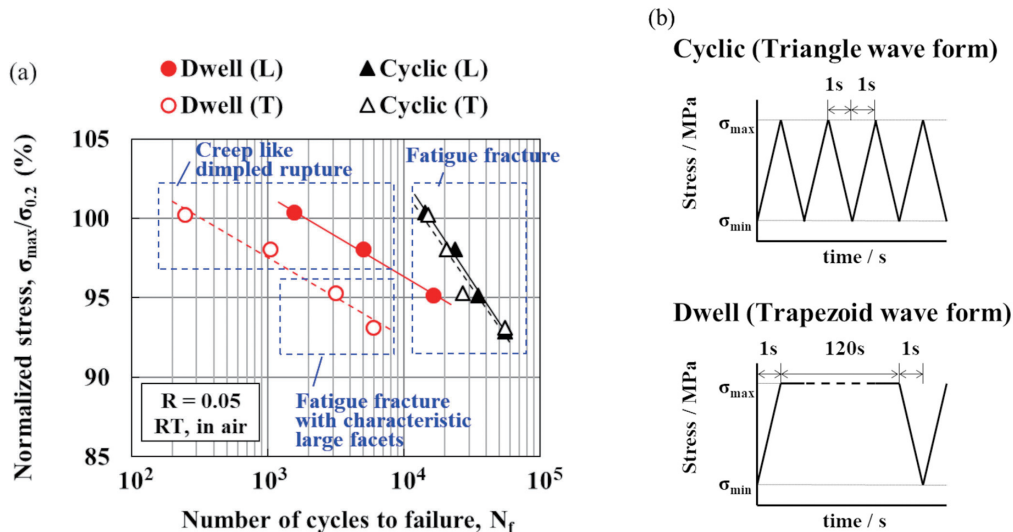 (a)
Dwell (L)
Cyclic (L)
Dwell (T)
Cyclic (T)
Normalized stress, σmax/σ0.2 (%)
105
100
95
90
85
Creep like
dimpled rupture
Fatigue fracture
Fatigue fracture
with characteristic
large facets
R = 0.05
RT, in air
10² 10³ 10⁴ 10⁵
Number of cycles to failure, Nf
(b)
Cyclic (Triangle wave form)
1s 1s
Stress / MPa
σmax
σmin
time / s
Dwell (Trapezoid wave form)
1s 120s 1s
Stress / MPa
σmax
σmin
time / s